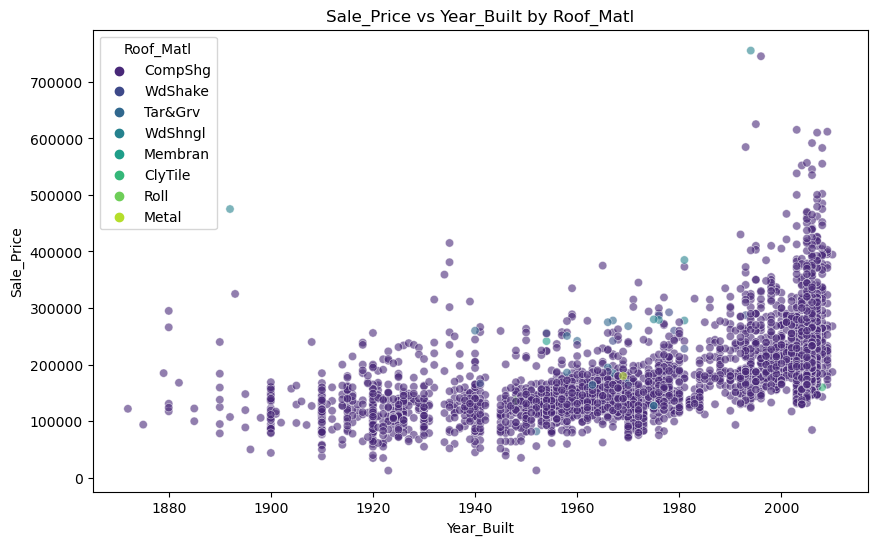 Sale_Price vs Year_Built by Roof_Matl
Roof_Matl
CompShg
WdShake
Tar&Grv
WdShngl
Membran
ClyTile
Roll
Metal
Sale_Price
700000
600000
500000
400000
300000
200000
100000
0
1880 1900 1920 1940 1960 1980 2000
Year_Built